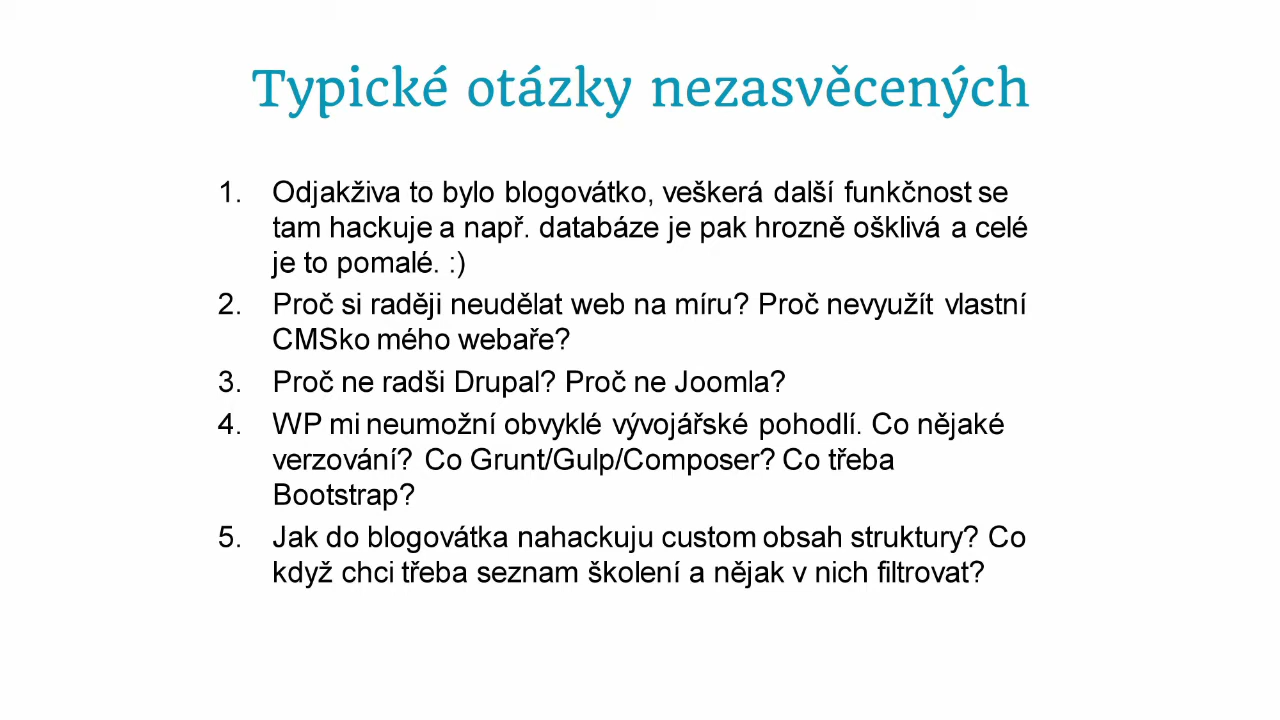 Typické otázky nezasvěcených
1. Odjakživa to bylo blogovátko, veškerá další funkčnost se
tam hackuje a např. databáze je pak hrozně ošklivá a celé
je to pomalé. :)
2. Proč si raději neudělat web na míru? Proč nevyužít vlastní
CMSko mého webaře?
3. Proč ne radši Drupal? Proč ne Joomla?
4. WP mi neumožní obvyklé vývojářské pohodlí. Co nějaké
verzování? Co Grunt/Gulp/Composer? Co třeba
Bootstrap?
5. Jak do blogovátka nahackuju custom obsah struktury? Co
když chci třeba seznam školení a nějak v nich filtrovat?